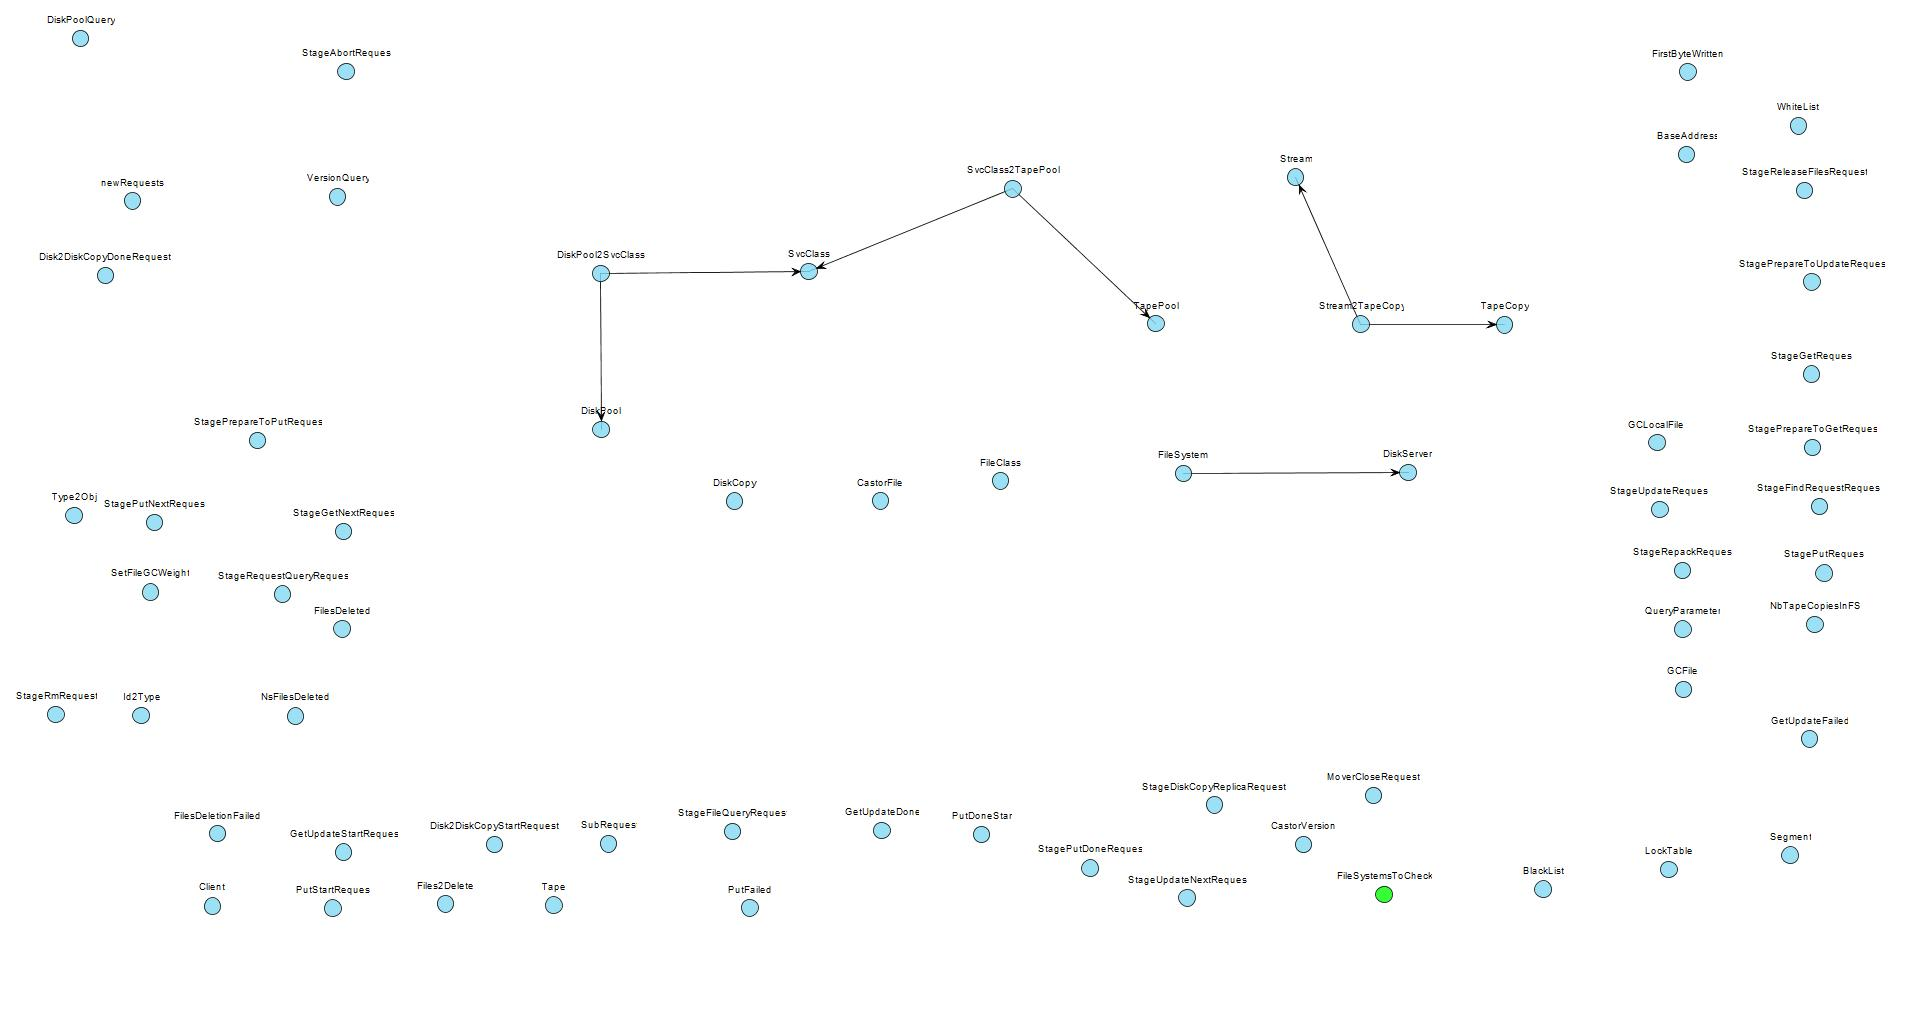 DiskPoolQuery
StageAbortReques
FirstByteWritten
WhiteList
BaseAddress
Stream
SvcClass2TapePool
StageReleaseFilesRequest
newRequests
VersionQuery
Disk2DiskCopyDoneRequest
DiskPool2SvcClass
SvcClass
StagePrepareToUpdateReques
TapePool
Stream2TapeCopy
TapeCopy
StageGetReques
DiskPool
StagePrepareToPutReques
GCLocalFile
StagePrepareToGetReques
FileSystem
DiskServer
FileClass
DiskCopy
CastorFile
StageUpdateReques
StageFindRequestReques
Type2Obj
StagePutNextReques
StageGetNextReques
StageRepackReques
StagePutReques
SetFileGCWeight
StageRequestQueryReques
FilesDeleted
QueryParameter
NbTapeCopiesInFS
GCFile
StageRmRequest
Id2Type
NsFilesDeleted
GetUpdateFailed
StageDiskCopyReplicaRequest
MoverCloseRequest
FilesDeletionFailed
GetUpdateStartReques
Disk2DiskCopyStartRequest
SubReques
StageFileQueryReques
GetUpdateDone
PutDoneStar
CastorVersion
Segment
StagePutDoneReques
LockTable
Client
PutStartReques
Files2Delete
Tape
PutFailed
StageUpdateNextReques
FileSystemsToCheck
BlackList